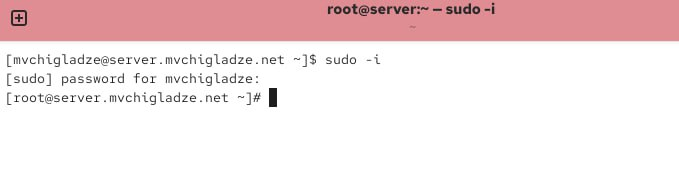 root@server:~ — sudo -i
~
[mvchigladze@server.mvchigladze.net ~]$ sudo -i
[sudo] password for mvchigladze:
[root@server.mvchigladze.net ~]#